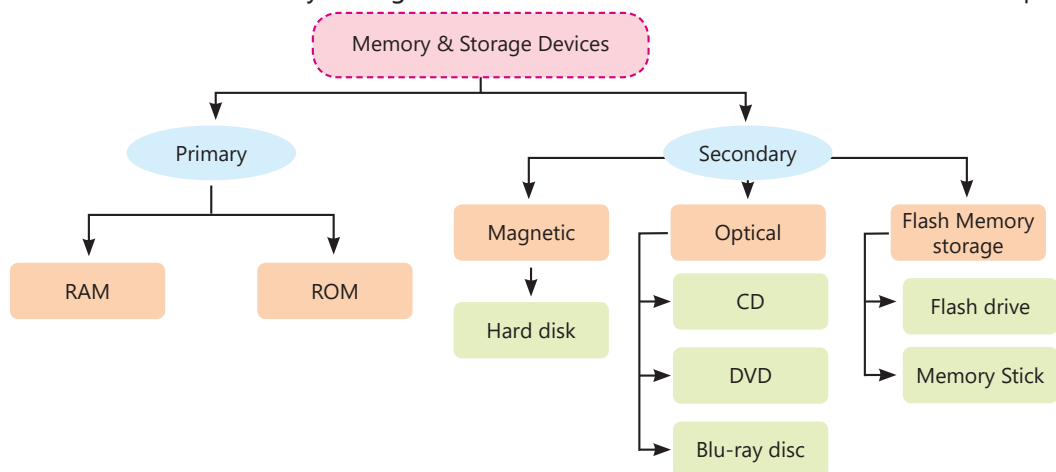 Memory & Storage Devices
Primary
Secondary
Magnetic
Optical
Flash Memory
storage
RAM
ROM
Hard disk
CD
Flash drive
DVD
Memory Stick
Blu-ray disc